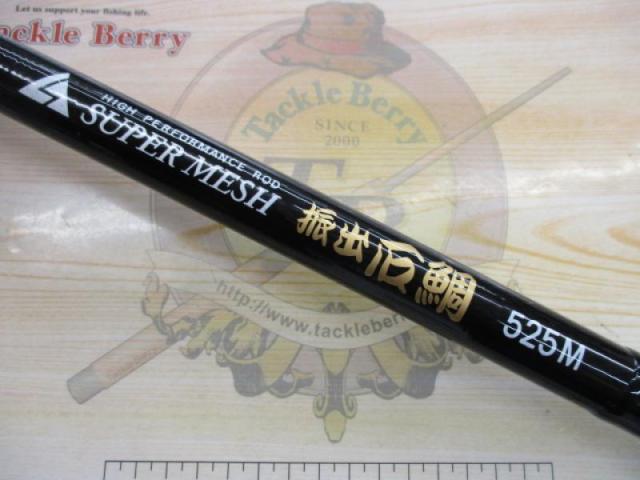 Let us support your fishing life.
Tackle Berry
HIGH PERFORMANCE ROD
SUPER MESH
振出石鯛
525M
Tackle Berry
SINCE
2000
http://www.tackleberry